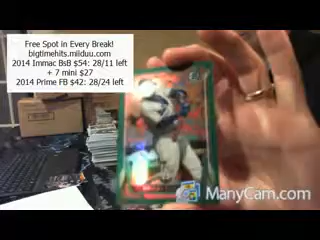 Free Spot in Every Break!
bigtimehits.milduu.com
2014 Immac BsB $54: 28/11 left
+ 7 mini $27
2014 Prime FB $42: 28/24 left
ManyCam.com